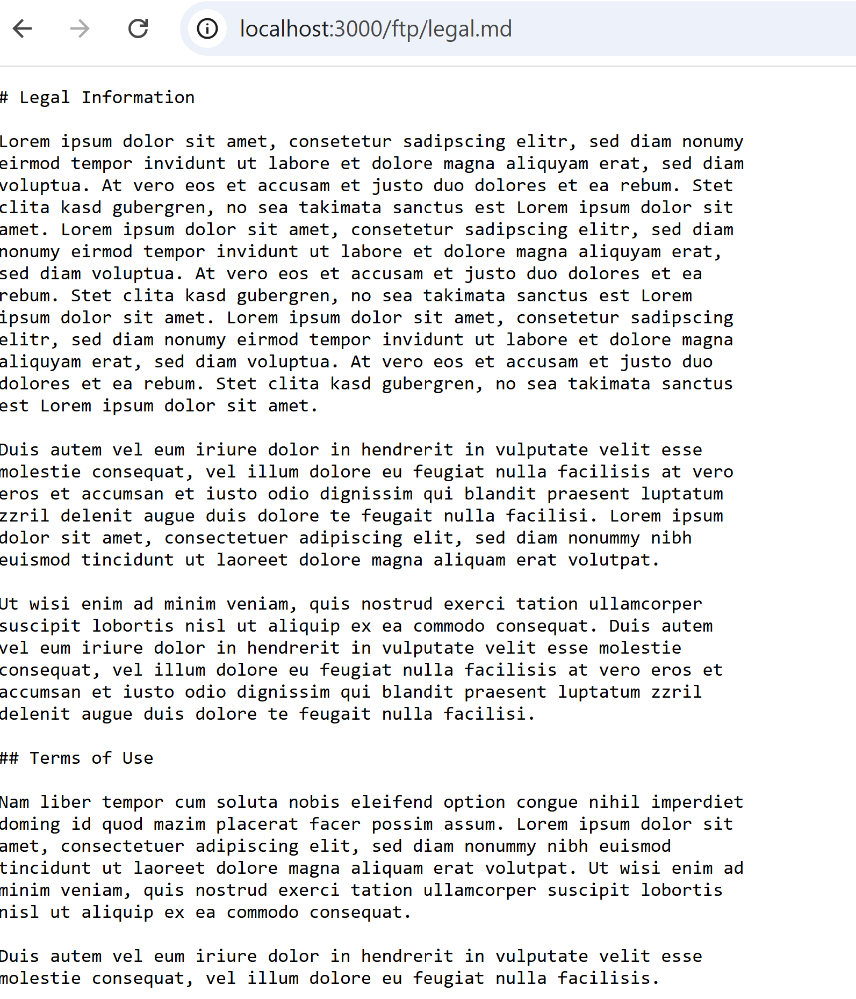 localhost:3000/ftp/legal.md
# Legal Information
Lorem ipsum dolor sit amet, consetetur sadipscing elitr, sed diam nonumy
eirmod tempor invidunt ut labore et dolore magna aliquyam erat, sed diam
voluptua. At vero eos et accusam et justo duo dolores et ea rebum. Stet
clita kasd gubergren, no sea takimata sanctus est Lorem ipsum dolor sit
amet. Lorem ipsum dolor sit amet, consetetur sadipscing elitr, sed diam
nonumy eirmod tempor invidunt ut labore et dolore magna aliquyam erat,
sed diam voluptua. At vero eos et accusam et justo duo dolores et ea
rebum. Stet clita kasd gubergren, no sea takimata sanctus est Lorem
ipsum dolor sit amet. Lorem ipsum dolor sit amet, consetetur sadipscing
elitr, sed diam nonumy eirmod tempor invidunt ut labore et dolore magna
aliquyam erat, sed diam voluptua. At vero eos et accusam et justo duo
dolores et ea rebum. Stet clita kasd gubergren, no sea takimata sanctus
est Lorem ipsum dolor sit amet.
Duis autem vel eum iriure dolor in hendrerit in vulputate velit esse
molestie consequat, vel illum dolore eu feugiat nulla facilisis at vero
eros et accumsan et iusto odio dignissim qui blandit praesent luptatum
zzril delenit augue duis dolore te feugait nulla facilisi. Lorem ipsum
dolor sit amet, consectetuer adipiscing elit, sed diam nonummy nibh
euismod tincidunt ut laoreet dolore magna aliquam erat volutpat.
Ut wisi enim ad minim veniam, quis nostrud exerci tation ullamcorper
suscipit lobortis nisl ut aliquip ex ea commodo consequat. Duis autem
vel eum iriure dolor in hendrerit in vulputate velit esse molestie
consequat, vel illum dolore eu feugiat nulla facilisis at vero eros et
accumsan et iusto odio dignissim qui blandit praesent luptatum zzril
delenit augue duis dolore te feugait nulla facilisi.
## Terms of Use
Nam liber tempor cum soluta nobis eleifend option congue nihil imperdiet
doming id quod mazim placerat facer possim assum. Lorem ipsum dolor sit
amet, consectetuer adipiscing elit, sed diam nonummy nibh euismod
tincidunt ut laoreet dolore magna aliquam erat volutpat. Ut wisi enim ad
minim veniam, quis nostrud exerci tation ullamcorper suscipit lobortis
nisl ut aliquip ex ea commodo consequat.
Duis autem vel eum iriure dolor in hendrerit in vulputate velit esse
molestie consequat, vel illum dolore eu feugiat nulla facilisis.